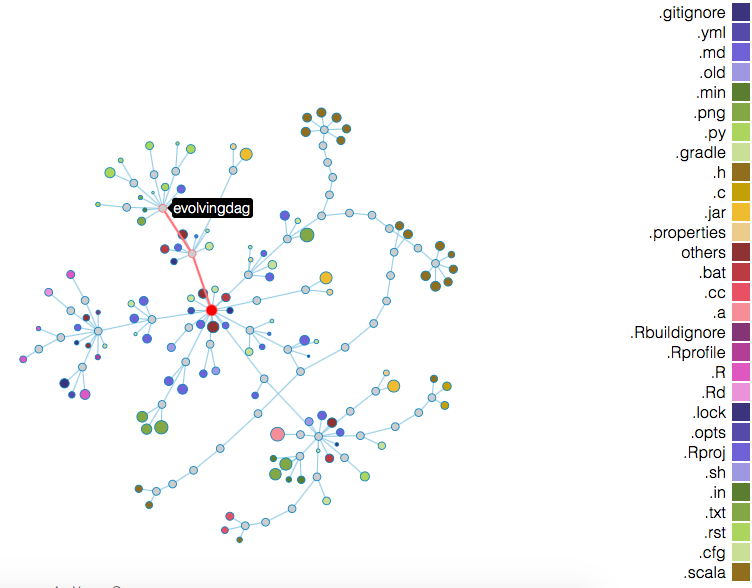 evolvingdag
.gitignore
.yml
.md
.old
.min
.png
.py
.gradle
.h
.c
.jar
.properties
others
.bat
.cc
.a
.Rbuildignore
.Rprofile
.R
.Rd
.lock
.opts
.Rproj
.sh
.in
.txt
.rst
.cfg
.scala